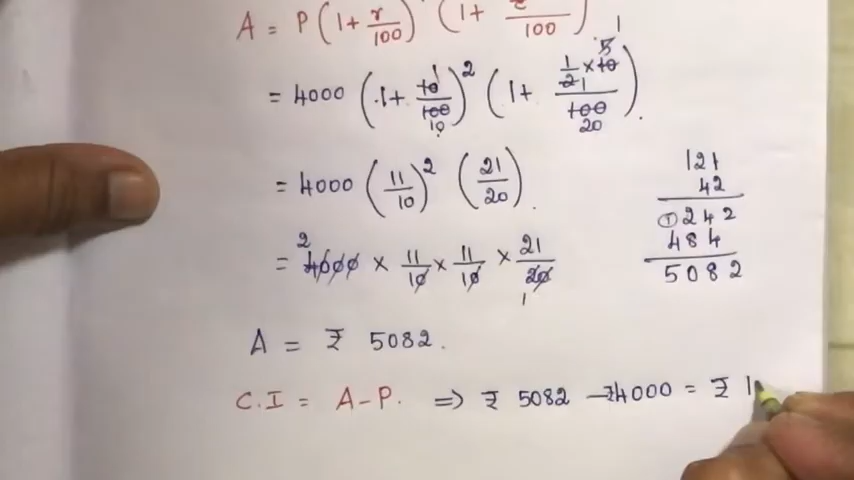 A = P (1 + r/100) (1 + /100)
= 4000 (1 + 10/100)² (1 + ½ × 10/100).
= 4000 (11/10)² (21/20).
= 4000 × 11/10 × 11/10 × 21/20
A = ₹ 5082.
C.I = A - P. ⇒ ₹ 5082 - ₹4000 = ₹ 1
121
42
1242
484
5082